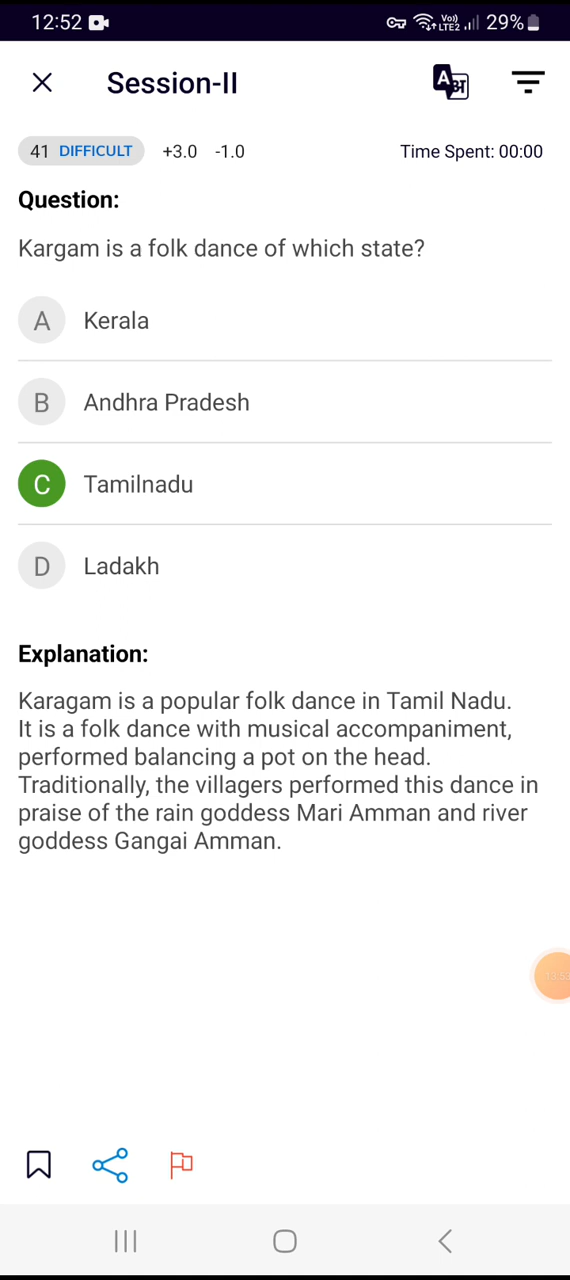 12:52 Vo)) LTE2 29%
Session-II
41 DIFFICULT +3.0 -1.0 Time Spent: 00:00
Question:
Kargam is a folk dance of which state?
A Kerala
B Andhra Pradesh
C Tamilnadu
D Ladakh
Explanation:
Karagam is a popular folk dance in Tamil Nadu.
It is a folk dance with musical accompaniment,
performed balancing a pot on the head.
Traditionally, the villagers performed this dance in
praise of the rain goddess Mari Amman and river
goddess Gangai Amman.